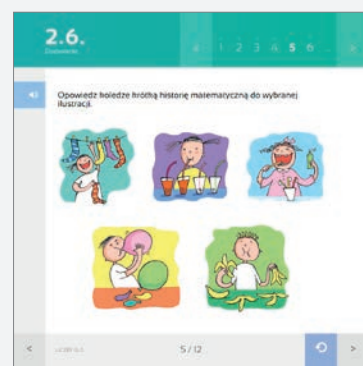 2.6.
1 2 3 4 5 6
Opowiedz koledze krótką historię matematyczną do wybranej
ilustracji.
< 5 / 12 >